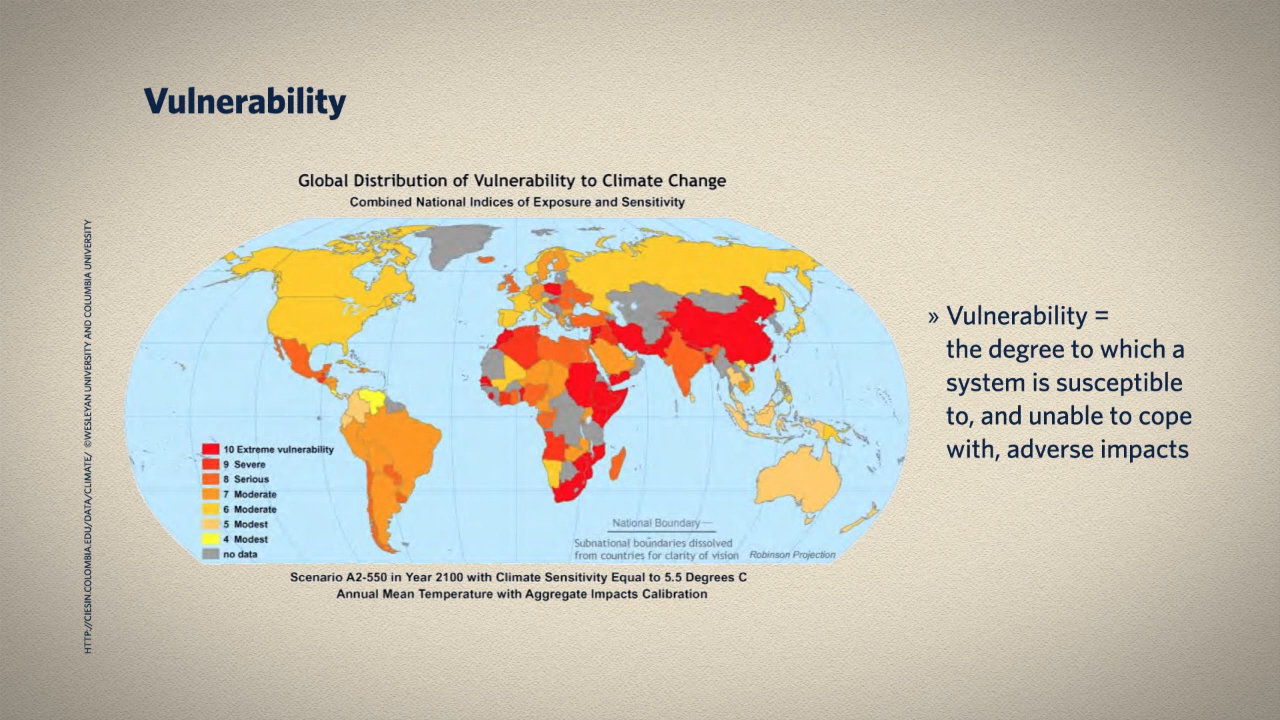 Vulnerability
Global Distribution of Vulnerability to Climate Change
Combined National Indices of Exposure and Sensitivity
HTTP://CIESIN.COLOMBIA.EDU/DATA/CLIMATE/ ©WESLEYAN UNIVERSITY AND COLUMBIA UNIVERSITY
10 Extreme vulnerability
9 Severe
8 Serious
7 Moderate
6 Moderate
5 Modest
4 Modest
no data
National Boundary
Subnational boundaries dissolved
from countries for clarity of vision
Robinson Projection
Scenario A2-550 in Year 2100 with Climate Sensitivity Equal to 5.5 Degrees C
Annual Mean Temperature with Aggregate Impacts Calibration
» Vulnerability =
the degree to which a
system is susceptible
to, and unable to cope
with, adverse impacts